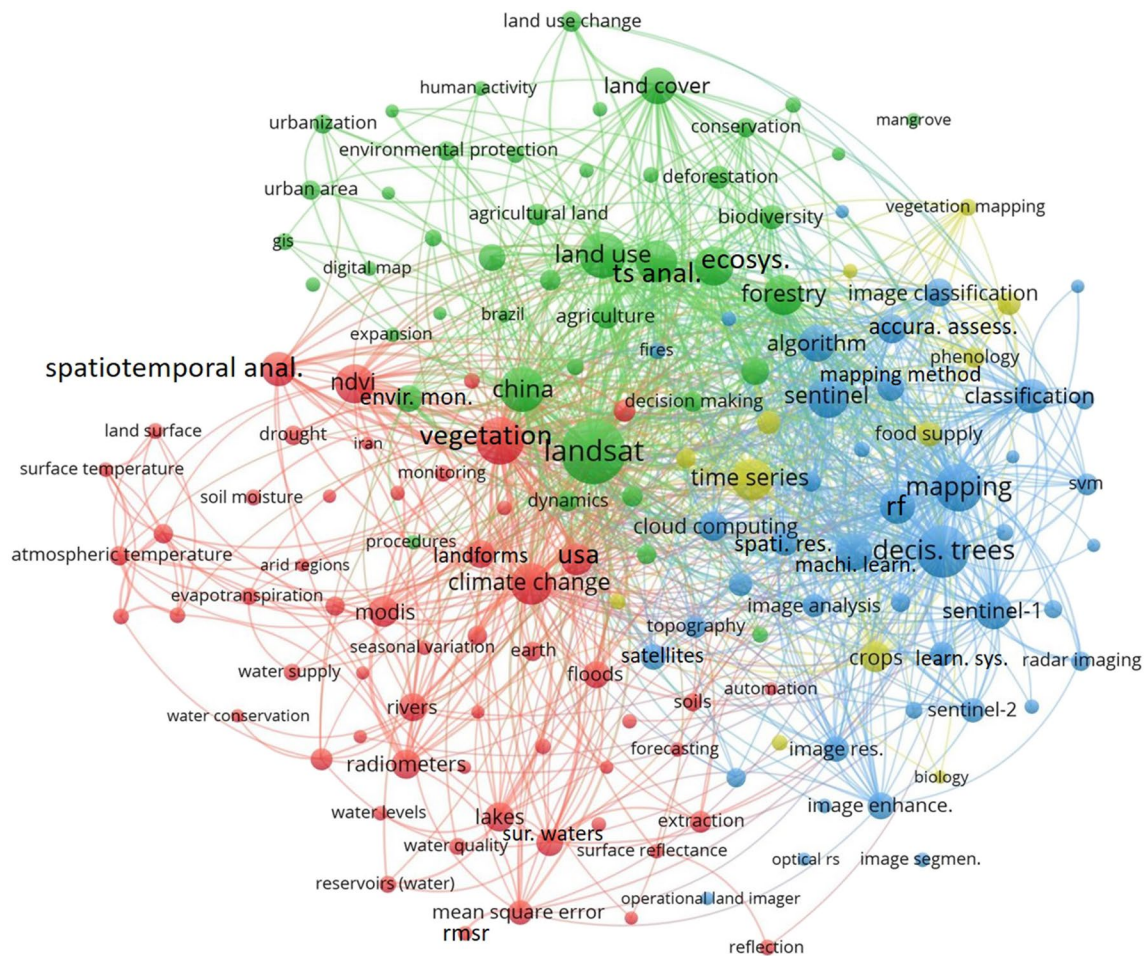 land use change
land cover
human activity
urbanization
conservation
mangrove
environmental protection
deforestation
urban area
vegetation mapping
agricultural land
biodiversity
gis
land use
ecosys.
digital map
ts anal.
forestry
image classification
brazil
agriculture
accura. assess.
expansion
fires
algorithm
phenology
spatiotemporal anal.
mapping method
ndvi
china
envir. mon.
decision making
sentinel
classification
land surface
drought
iran
vegetation
food supply
landsat
surface temperature
monitoring
time series
svm
soil moisture
mapping
dynamics
rf
cloud computing
procedures
spati. res.
atmospheric temperature
landforms
usa
decis. trees
arid regions
machi. learn.
climate change
evapotranspiration
modis
image analysis
sentinel-1
topography
seasonal variation
earth
satellites
crops
learn. sys.
radar imaging
water supply
floods
automation
soils
water conservation
rivers
sentinel-2
forecasting
image res.
radiometers
biology
image enhance.
water levels
lakes
extraction
sur. waters
water quality
surface reflectance
optical rs
image segmen.
reservoirs (water)
operational land imager
mean square error
rmsr
reflection